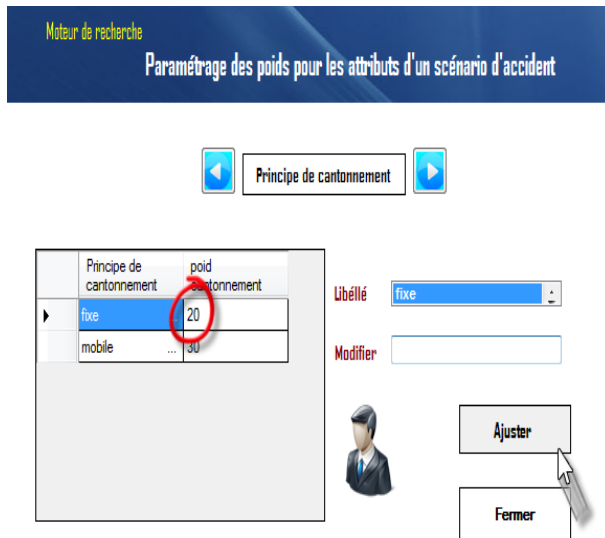 Moteur de recherche
Paramétrage des poids pour les attributs d'un scénario d'accident
Principe de cantonnement
Principe de cantonnement
poid cantonnement
fixe ... 20
mobile ... 30
Libéllé fixe
Modifier
Ajuster
Fermer